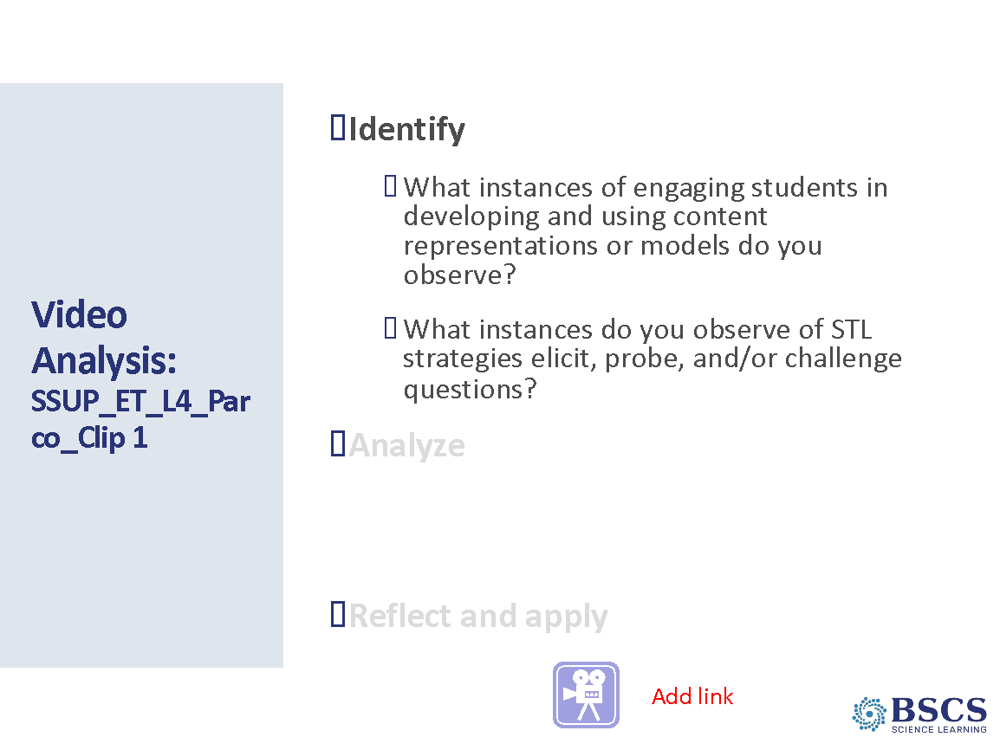 Video
Analysis:
SSUP_ET_L4_Par
co_Clip 1
Identify
What instances of engaging students in
developing and using content
representations or models do you
observe?
What instances do you observe of STL
strategies elicit, probe, and/or challenge
questions?
Analyze
Reflect and apply
Add link
BSCS
SCIENCE LEARNING